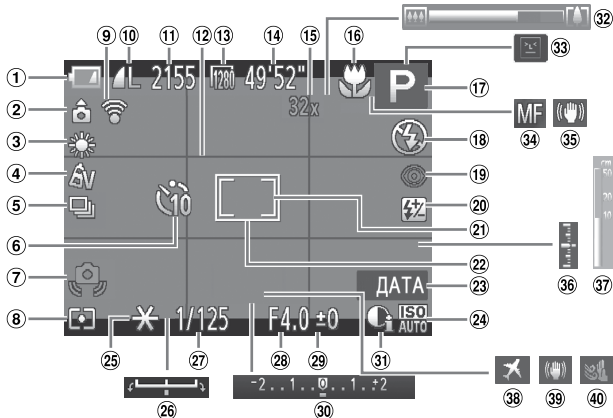 ⑨ ⑩ ⑪ ⑫ ⑬ ⑭ ⑮ ⑯ ㉜
① L 2155 1280 49'52" P ⑰ ㉝
② 32x
MF
③ ⑱ ㉞ ㉟
④ ⑲
cm
50
20
10
⑤ 10 ⑳
㉑
⑥ ㉒
⑦ ДАТА ㉓ ㊱ ㊲
⑧ 1/125 F4.0 ±0 ISO AUTO ㉔
㉕ ㉗ ㉘ ㉙ ㉛
-2..1..0..1..+2
㉖ ㉚ ㊳ ㊴ ㊵